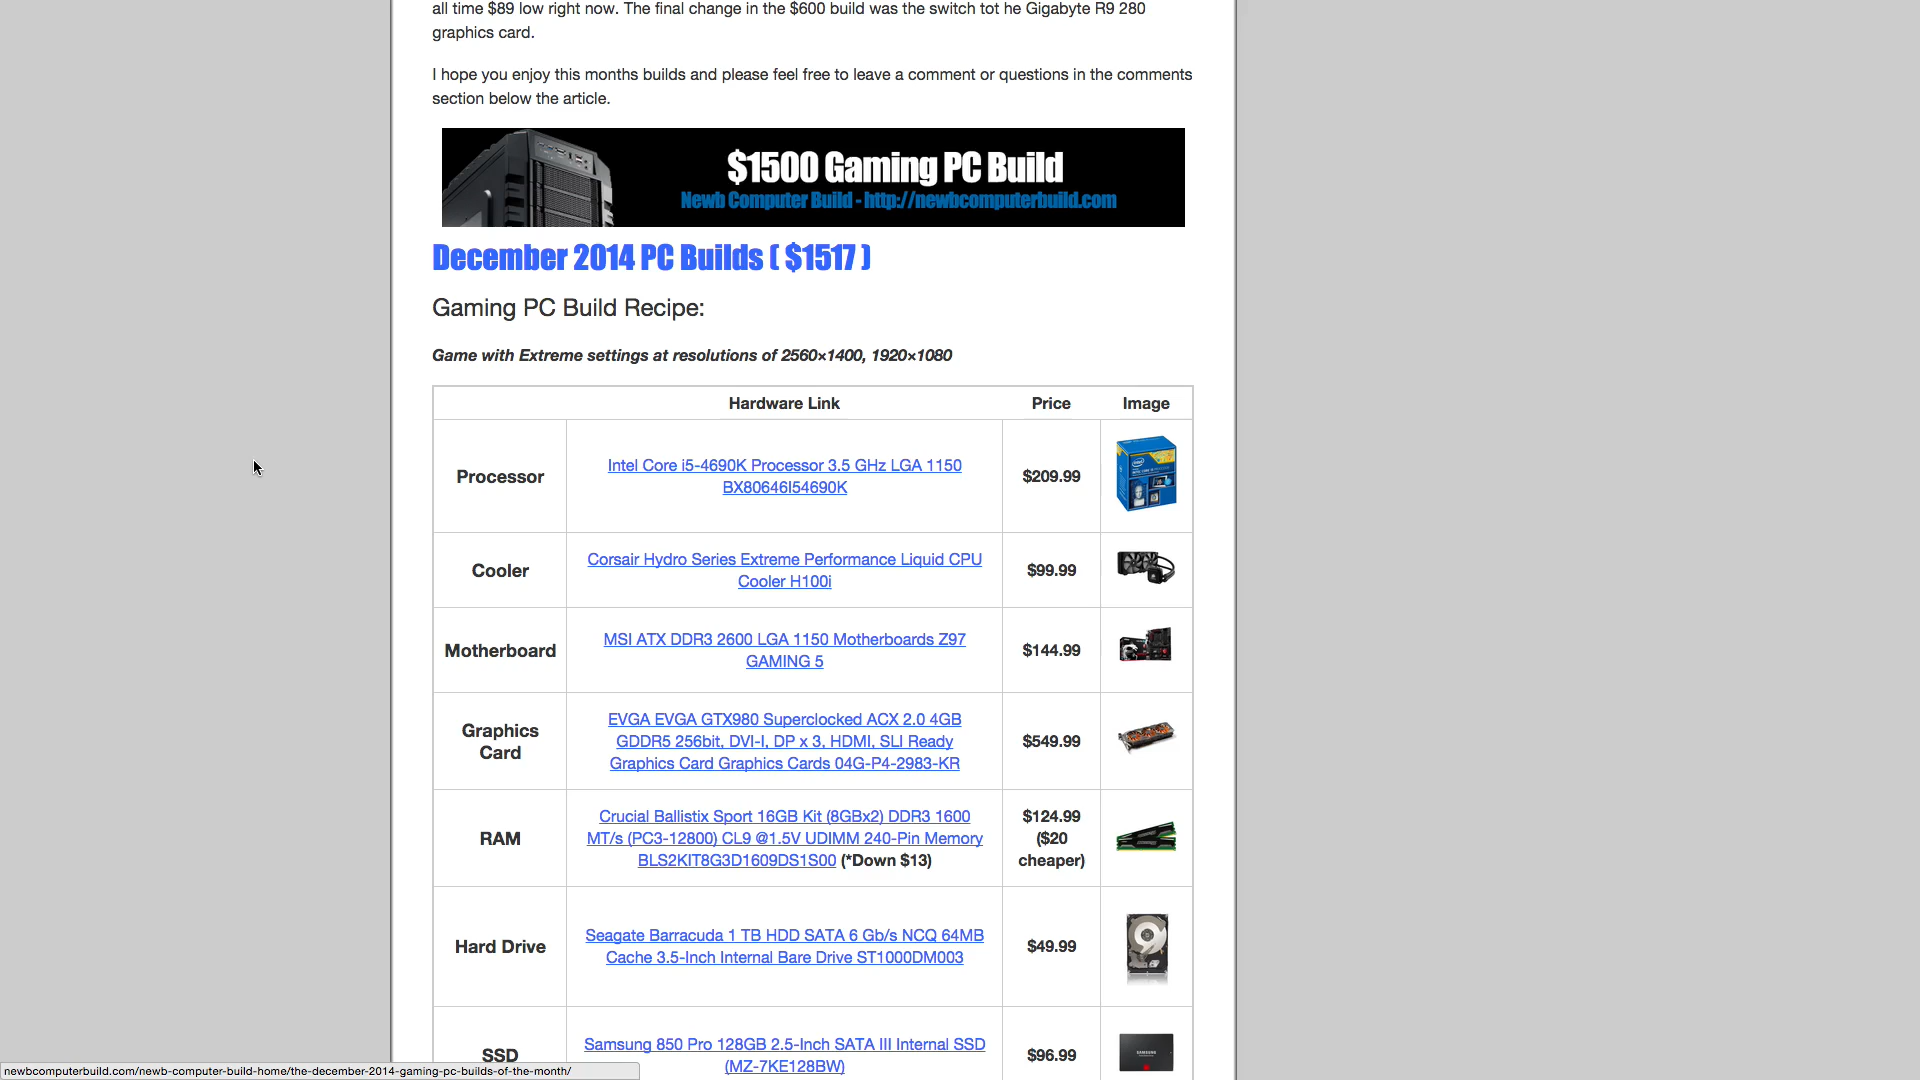 all time $89 low right now. The final change in the $600 build was the switch tot he Gigabyte R9 280
graphics card.
I hope you enjoy this months builds and please feel free to leave a comment or questions in the comments
section below the article.
$1500 Gaming PC Build
Newb Computer Build - http://newbcomputerbuild.com
December 2014 PC Builds ( $1517 )
Gaming PC Build Recipe:
Game with Extreme settings at resolutions of 2560×1400, 1920×1080
Hardware Link Price Image
Processor
Intel Core i5-4690K Processor 3.5 GHz LGA 1150
BX80646I54690K
$209.99
Cooler
Corsair Hydro Series Extreme Performance Liquid CPU
Cooler H100i
$99.99
Motherboard
MSI ATX DDR3 2600 LGA 1150 Motherboards Z97
GAMING 5
$144.99
Graphics
Card
EVGA EVGA GTX980 Superclocked ACX 2.0 4GB
GDDR5 256bit, DVI-I, DP x 3, HDMI, SLI Ready
Graphics Card Graphics Cards 04G-P4-2983-KR
$549.99
RAM
Crucial Ballistix Sport 16GB Kit (8GBx2) DDR3 1600
MT/s (PC3-12800) CL9 @1.5V UDIMM 240-Pin Memory
BLS2KIT8G3D1609DS1S00 (*Down $13)
$124.99
($20
cheaper)
Hard Drive
Seagate Barracuda 1 TB HDD SATA 6 Gb/s NCQ 64MB
Cache 3.5-Inch Internal Bare Drive ST1000DM003
$49.99
SSD
Samsung 850 Pro 128GB 2.5-Inch SATA III Internal SSD
(MZ-7KE128BW)
$96.99
newbcomputerbuild.com/newb-computer-build-home/the-december-2014-gaming-pc-builds-of-the-month/